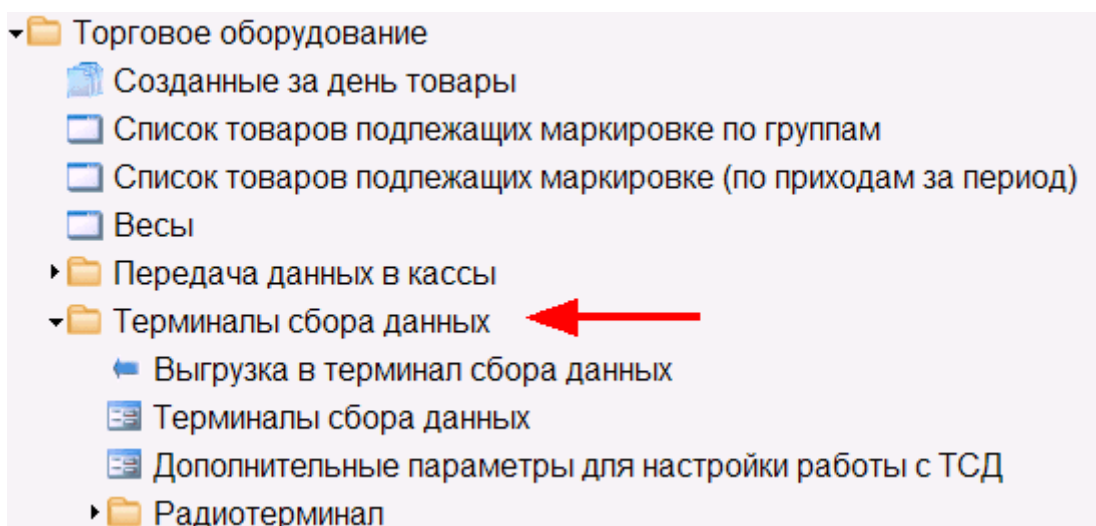 Торговое оборудование
Созданные за день товары
Список товаров подлежащих маркировке по группам
Список товаров подлежащих маркировке (по приходам за период)
Весы
Передача данных в кассы
Терминалы сбора данных
Выгрузка в терминал сбора данных
Терминалы сбора данных
Дополнительные параметры для настройки работы с ТСД
Радиотерминал